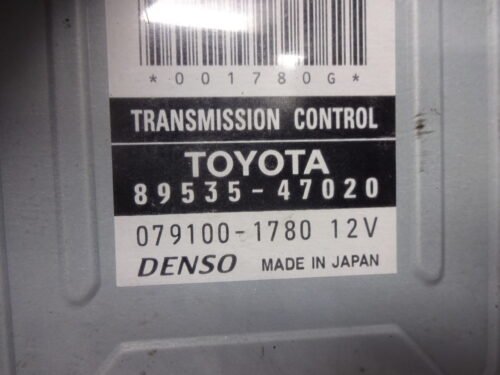 *001780G*
TRANSMISSION CONTROL
TOYOTA
89535-47020
079100-1780 12V
DENSO MADE IN JAPAN